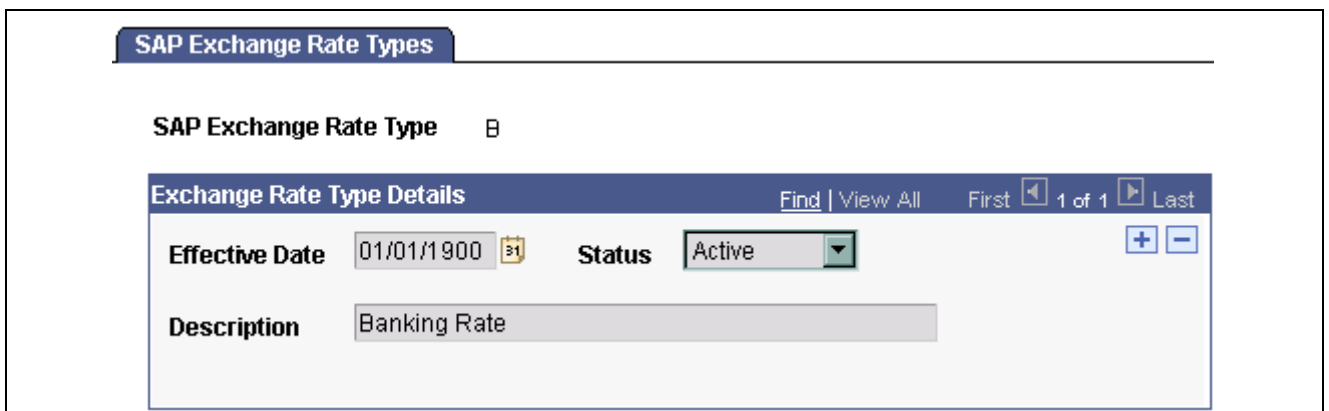 SAP Exchange Rate Types
SAP Exchange Rate Type B
Exchange Rate Type Details Find | View All First 1 of 1 Last
Effective Date 01/01/1900 31 Status Active
Description Banking Rate